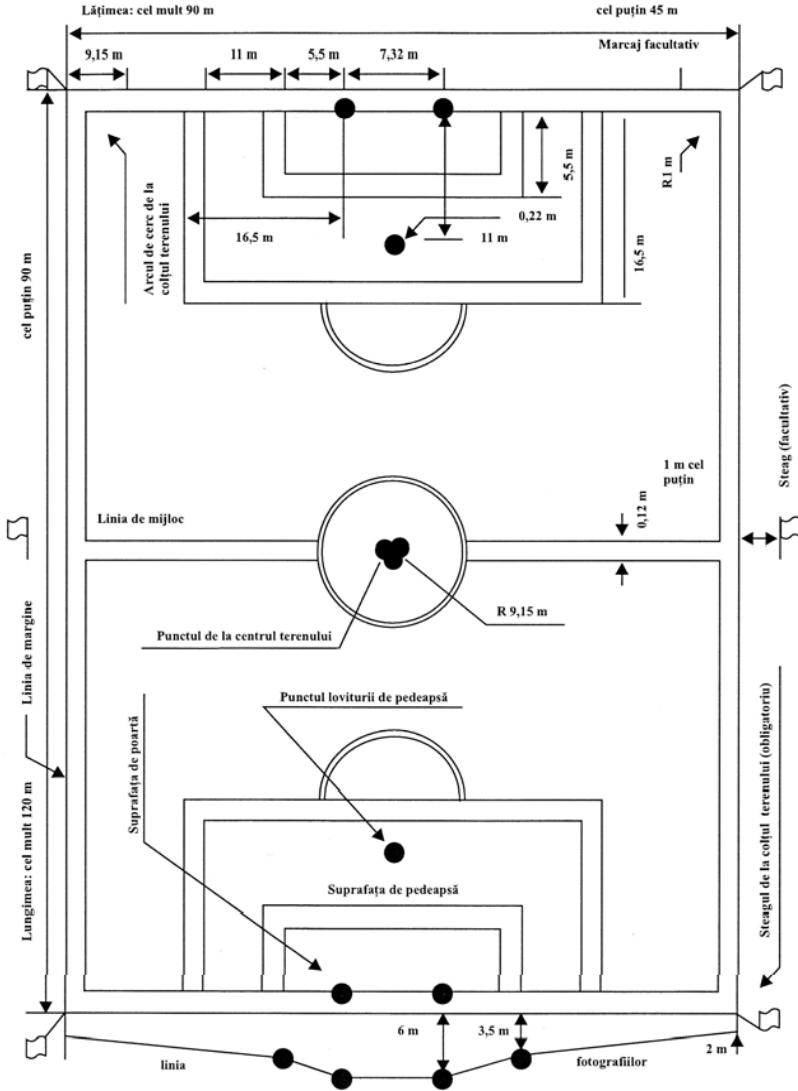 Lățimea: cel mult 90 m
cel puțin 45 m
9,15 m
11 m
5,5 m
7,32 m
Marcaj facultativ
Arcul de cerc de la
colțul terenului
5,5 m
R1 m
16,5 m
0,22 m
11 m
16,5 m
cel puțin 90 m
Steag (facultativ)
1 m cel
puțin
0,12 m
Linia de mijloc
R 9,15 m
Punctul de la centrul terenului
Linia de margine
Punctul loviturii de pedeapsă
Suprafața de poartă
Lungimea: cel mult 120 m
Steagul de la colțul terenului (obligatoriu)
Suprafața de pedeapsă
6 m
3,5 m
2 m
linia
fotografiilor